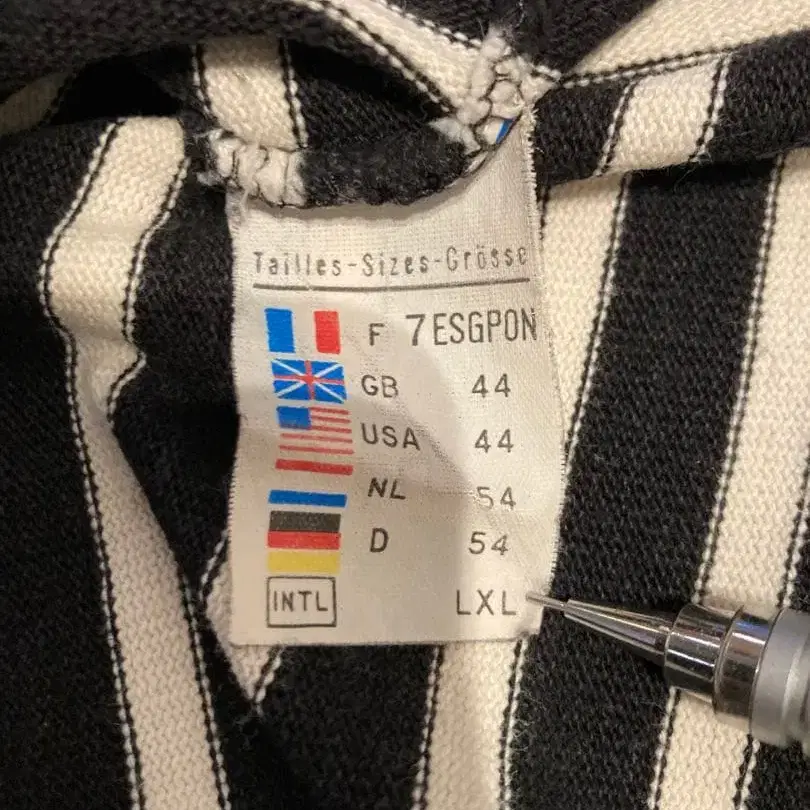 Tailles-Sizes-Grösse
F 7ESGPON
GB 44
USA 44
NL 54
D 54
INTL LXL